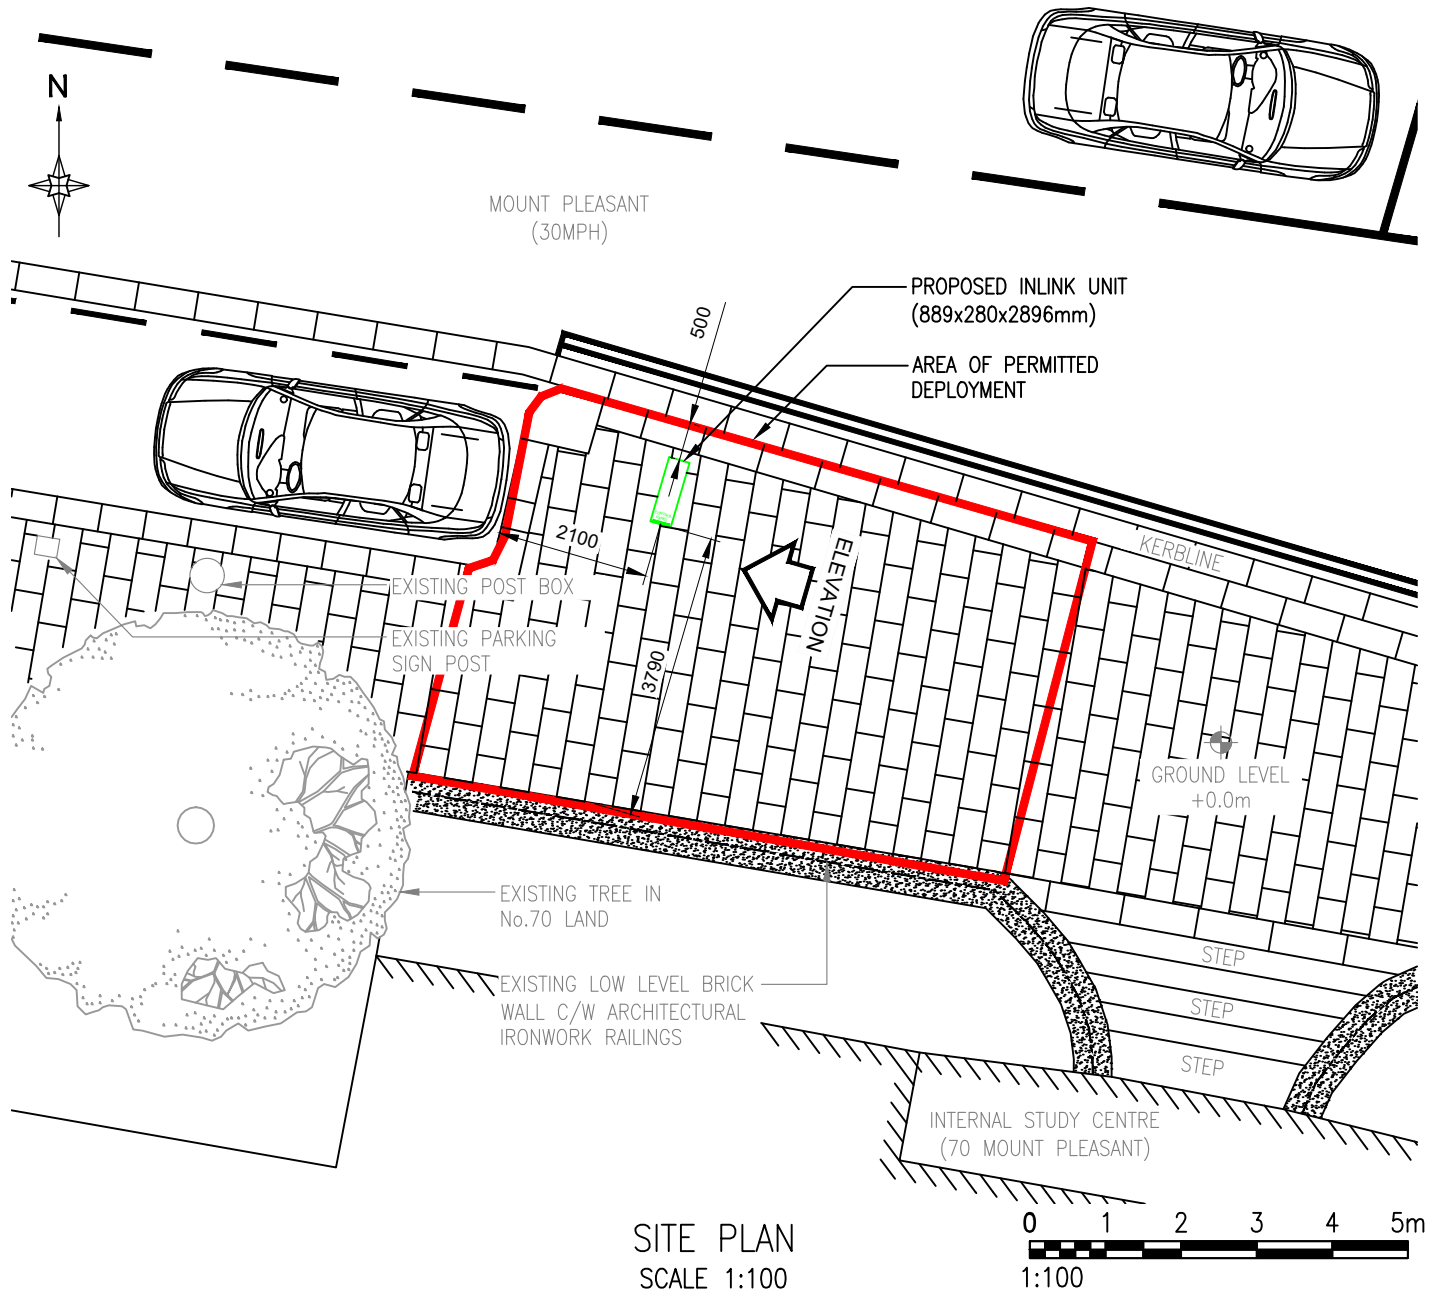 N
MOUNT PLEASANT
(30MPH)
PROPOSED INLINK UNIT
(889x280x2896mm)
500
AREA OF PERMITTED
DEPLOYMENT
2100
ELEVATION
KERBLINE
EXISTING POST BOX
EXISTING PARKING
SIGN POST
3790
GROUND LEVEL
+0.0m
EXISTING TREE IN
No.70 LAND
STEP
EXISTING LOW LEVEL BRICK
WALL C/W ARCHITECTURAL
IRONWORK RAILINGS
STEP
STEP
INTERNAL STUDY CENTRE
(70 MOUNT PLEASANT)
SITE PLAN
SCALE 1:100
0 1 2 3 4 5m
1:100